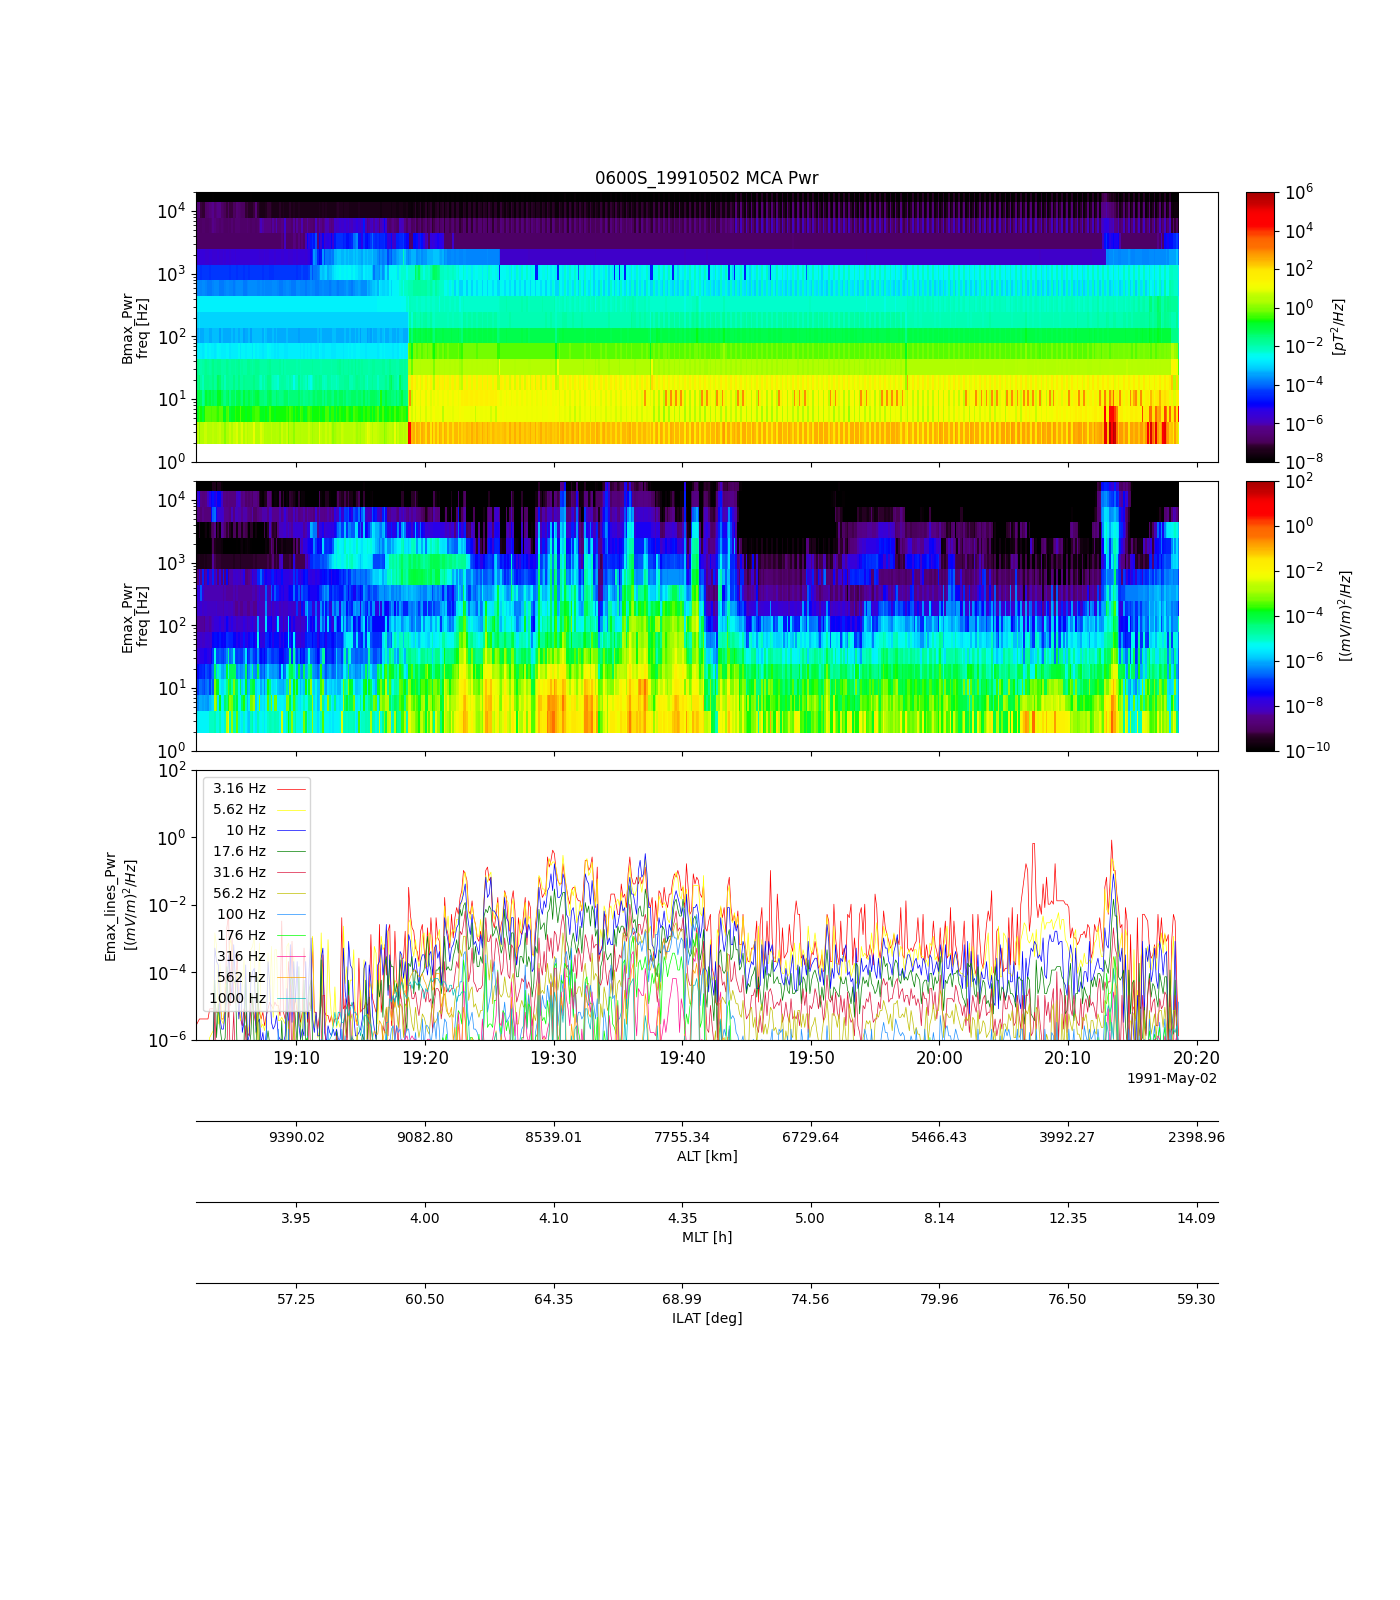 0600S_19910502 MCA Pwr
10^4
10^3
10^2
10^1
10^0
Bmax_Pwr
freq [Hz]
10^6
10^4
10^2
10^0
10^-2
10^-4
10^-6
10^-8
[pT^2/Hz]
10^4
10^3
10^2
10^1
10^0
Emax_Pwr
freq [Hz]
10^2
10^0
10^-2
10^-4
10^-6
10^-8
10^-10
[(mV/m)^2/Hz]
10^2
10^0
10^-2
10^-4
10^-6
Emax_lines_Pwr
[(mV/m)^2/Hz]
3.16 Hz
5.62 Hz
10 Hz
17.6 Hz
31.6 Hz
56.2 Hz
100 Hz
176 Hz
316 Hz
562 Hz
1000 Hz
19:10 19:20 19:30 19:40 19:50 20:00 20:10 20:20
1991-May-02
9390.02 9082.80 8539.01 7755.34 6729.64 5466.43 3992.27 2398.96
ALT [km]
3.95 4.00 4.10 4.35 5.00 8.14 12.35 14.09
MLT [h]
57.25 60.50 64.35 68.99 74.56 79.96 76.50 59.30
ILAT [deg]